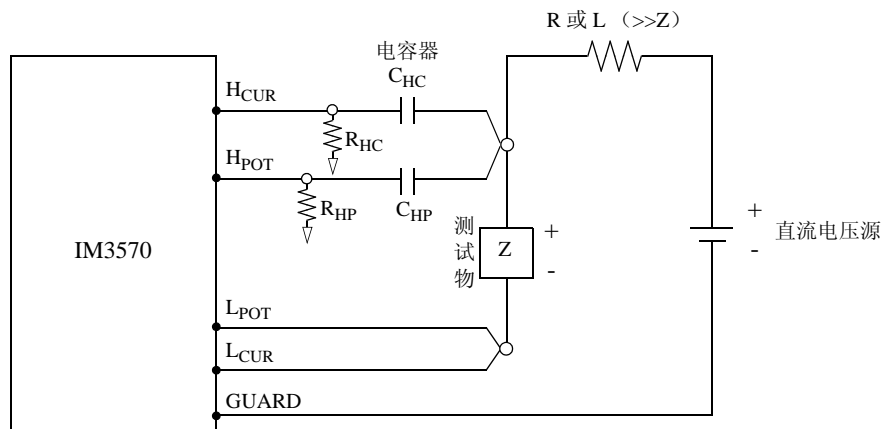 R 或 L （>>Z）
电容器
C_HC
H_CUR
R_HC
H_POT
C_HP
R_HP
IM3570
测试物
Z
+
-
+
-
直流电压源
L_POT
L_CUR
GUARD